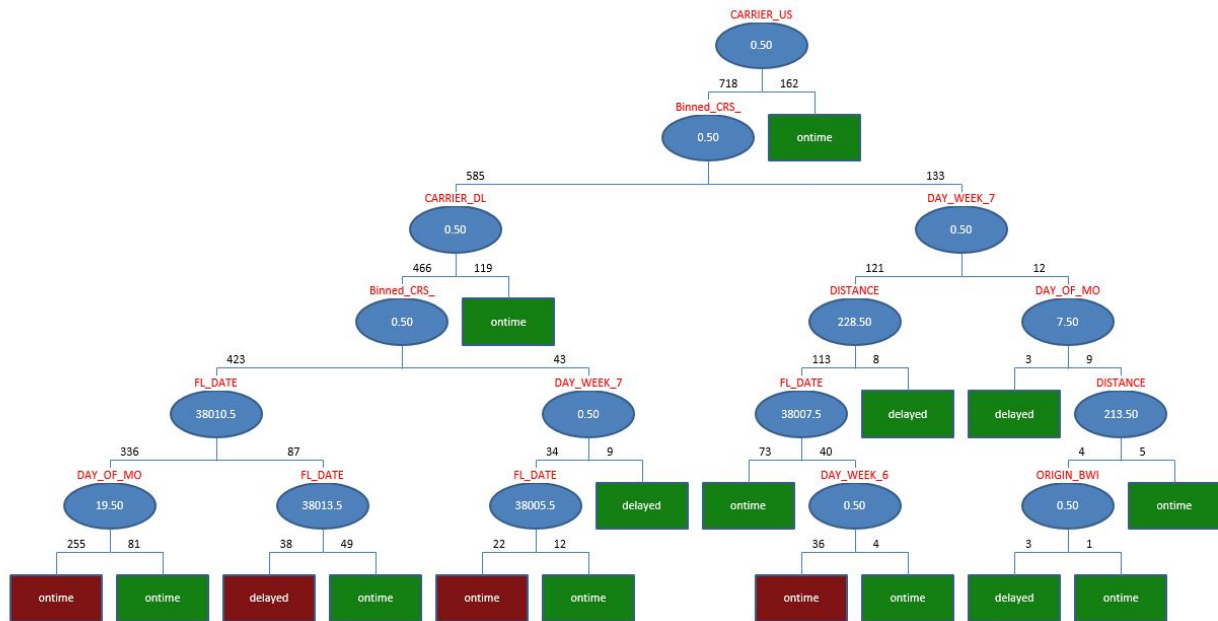 CARRIER_US
0.50
718 162
Binned_CRS_
0.50 ontime
585 133
CARRIER_DL DAY_WEEK_7
0.50 0.50
466 119 121 12
Binned_CRS_ DISTANCE DAY_OF_MO
0.50 ontime 228.50 7.50
423 43 113 8 3 9
FL_DATE DAY_WEEK_7 FL_DATE DISTANCE
38010.5 0.50 38007.5 delayed delayed 213.50
336 87 34 9 73 40 4 5
DAY_OF_MO FL_DATE FL_DATE DAY_WEEK_6 ORIGIN_BWI
19.50 38013.5 38005.5 delayed ontime 0.50 0.50 ontime
255 81 38 49 22 12 36 4 3 1
ontime ontime delayed ontime ontime ontime ontime ontime delayed ontime